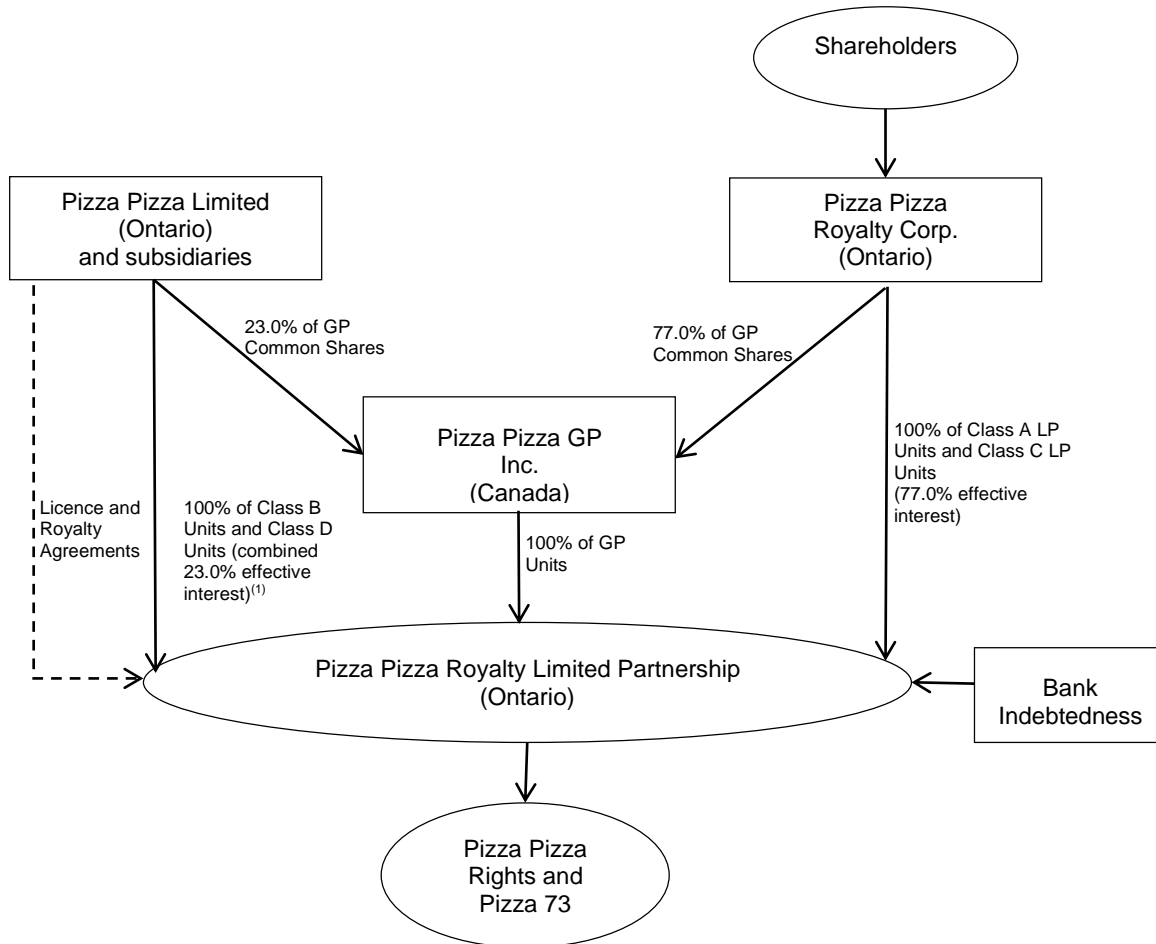 Shareholders
Pizza Pizza Limited
(Ontario)
and subsidiaries
Pizza Pizza
Royalty Corp.
(Ontario)
23.0% of GP
Common Shares
77.0% of GP
Common Shares
Pizza Pizza GP
Inc.
(Canada)
100% of Class A LP
Units and Class C LP
Units
(77.0% effective
interest)
Licence and
Royalty
Agreements
100% of Class B
Units and Class D
Units (combined
23.0% effective
interest)(1)
100% of GP
Units
Pizza Pizza Royalty Limited Partnership
(Ontario)
Bank
Indebtedness
Pizza Pizza
Rights and
Pizza 73